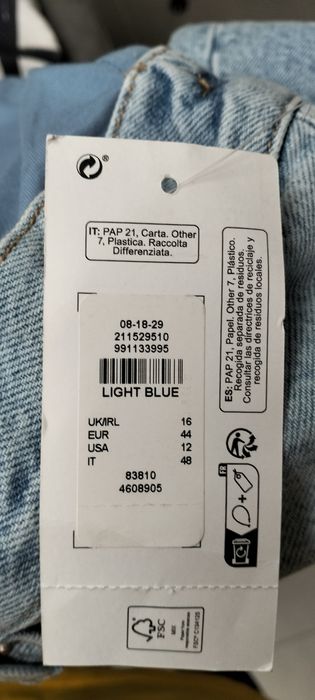 IT: PAP 21, Carta. Other
7, Plastica. Raccolta
Differenziata.
08-18-29
211529510
991133995
LIGHT BLUE
UK/IRL 16
EUR 44
USA 12
IT 48
83810
4608905
ES: PAP 21, Papel. Other 7, Plástico.
Recogida separada de residuos.
Consultar las directrices de reciclaje y
recogida de residuos locales.
FR
FSC
MIX